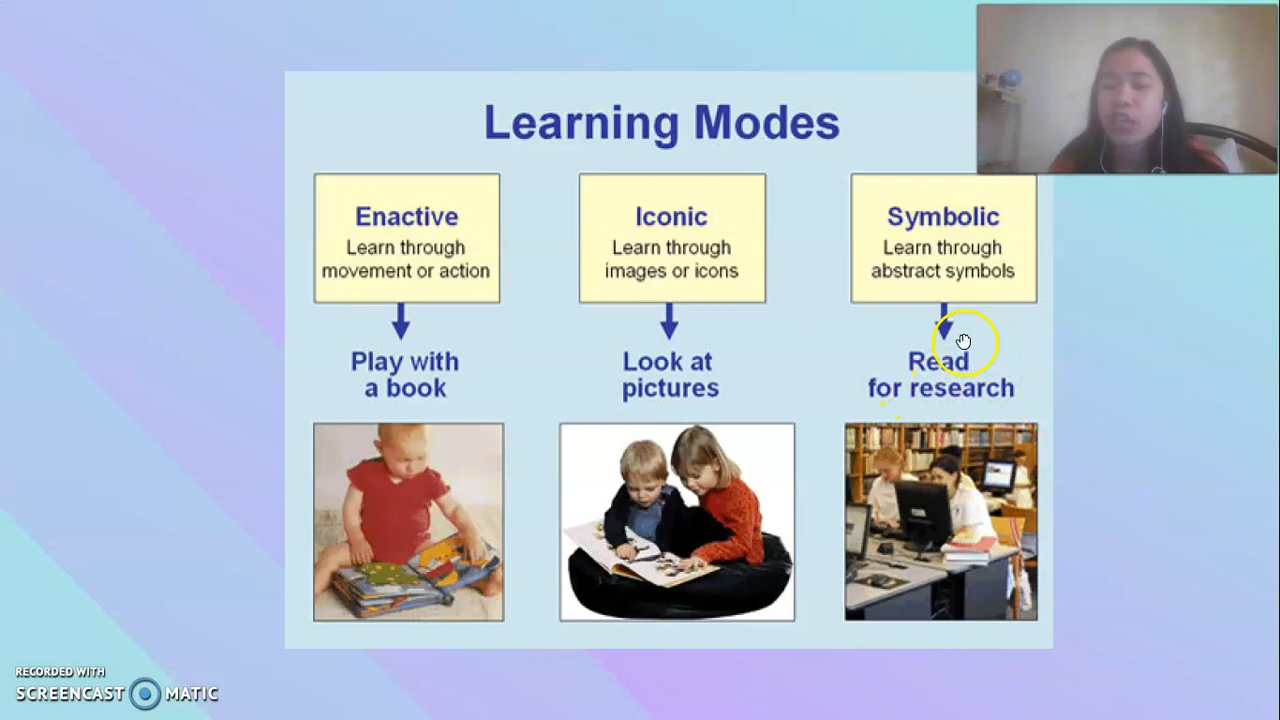 Learning Modes
Enactive
Learn through
movement or action
Iconic
Learn through
images or icons
Symbolic
Learn through
abstract symbols
Play with
a book
Look at
pictures
Read
for research
RECORDED WITH
SCREENCAST MATIC